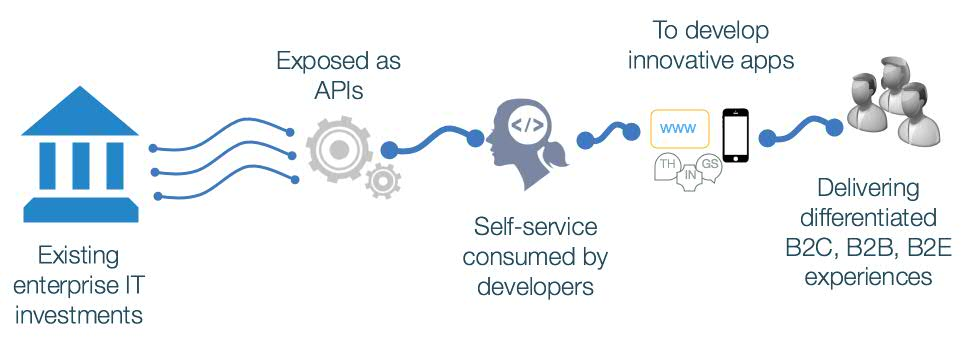 Existing
enterprise IT
investments
Exposed as
APIs
</>
Self-service
consumed by
developers
To develop
innovative apps
www
TH
IN
GS
Delivering
differentiated
B2C, B2B, B2E
experiences